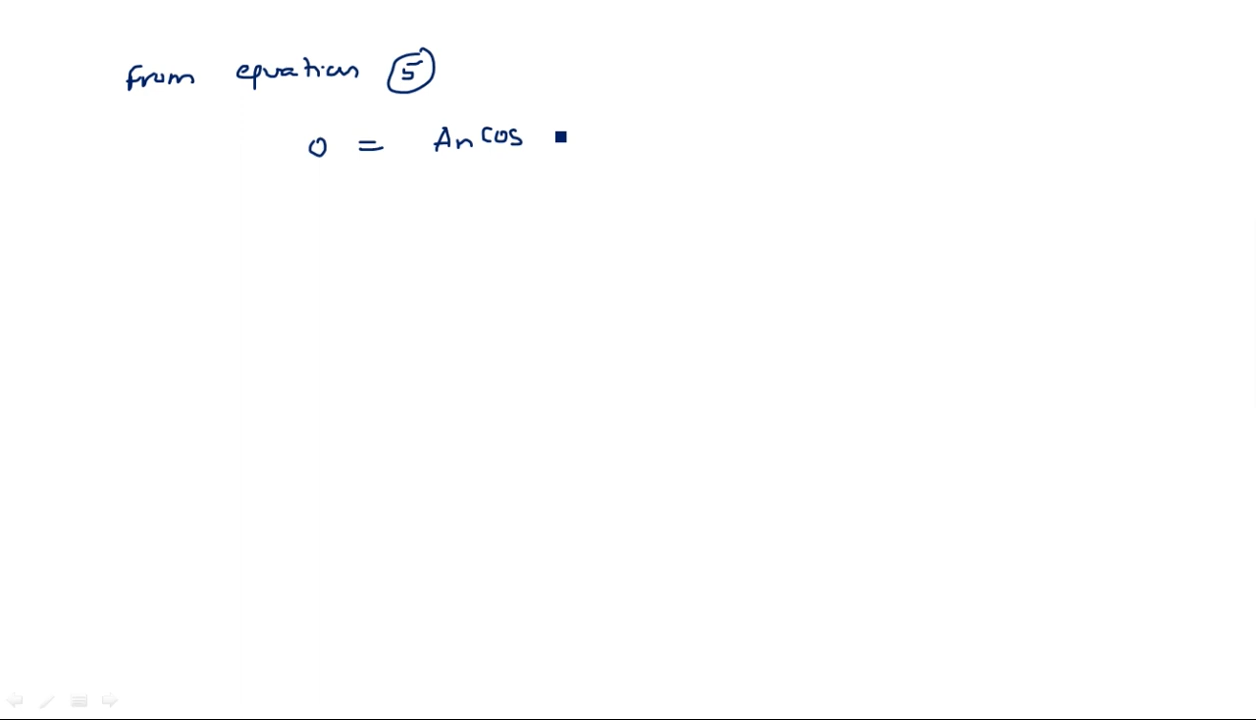 from equation 5
0 = An cos